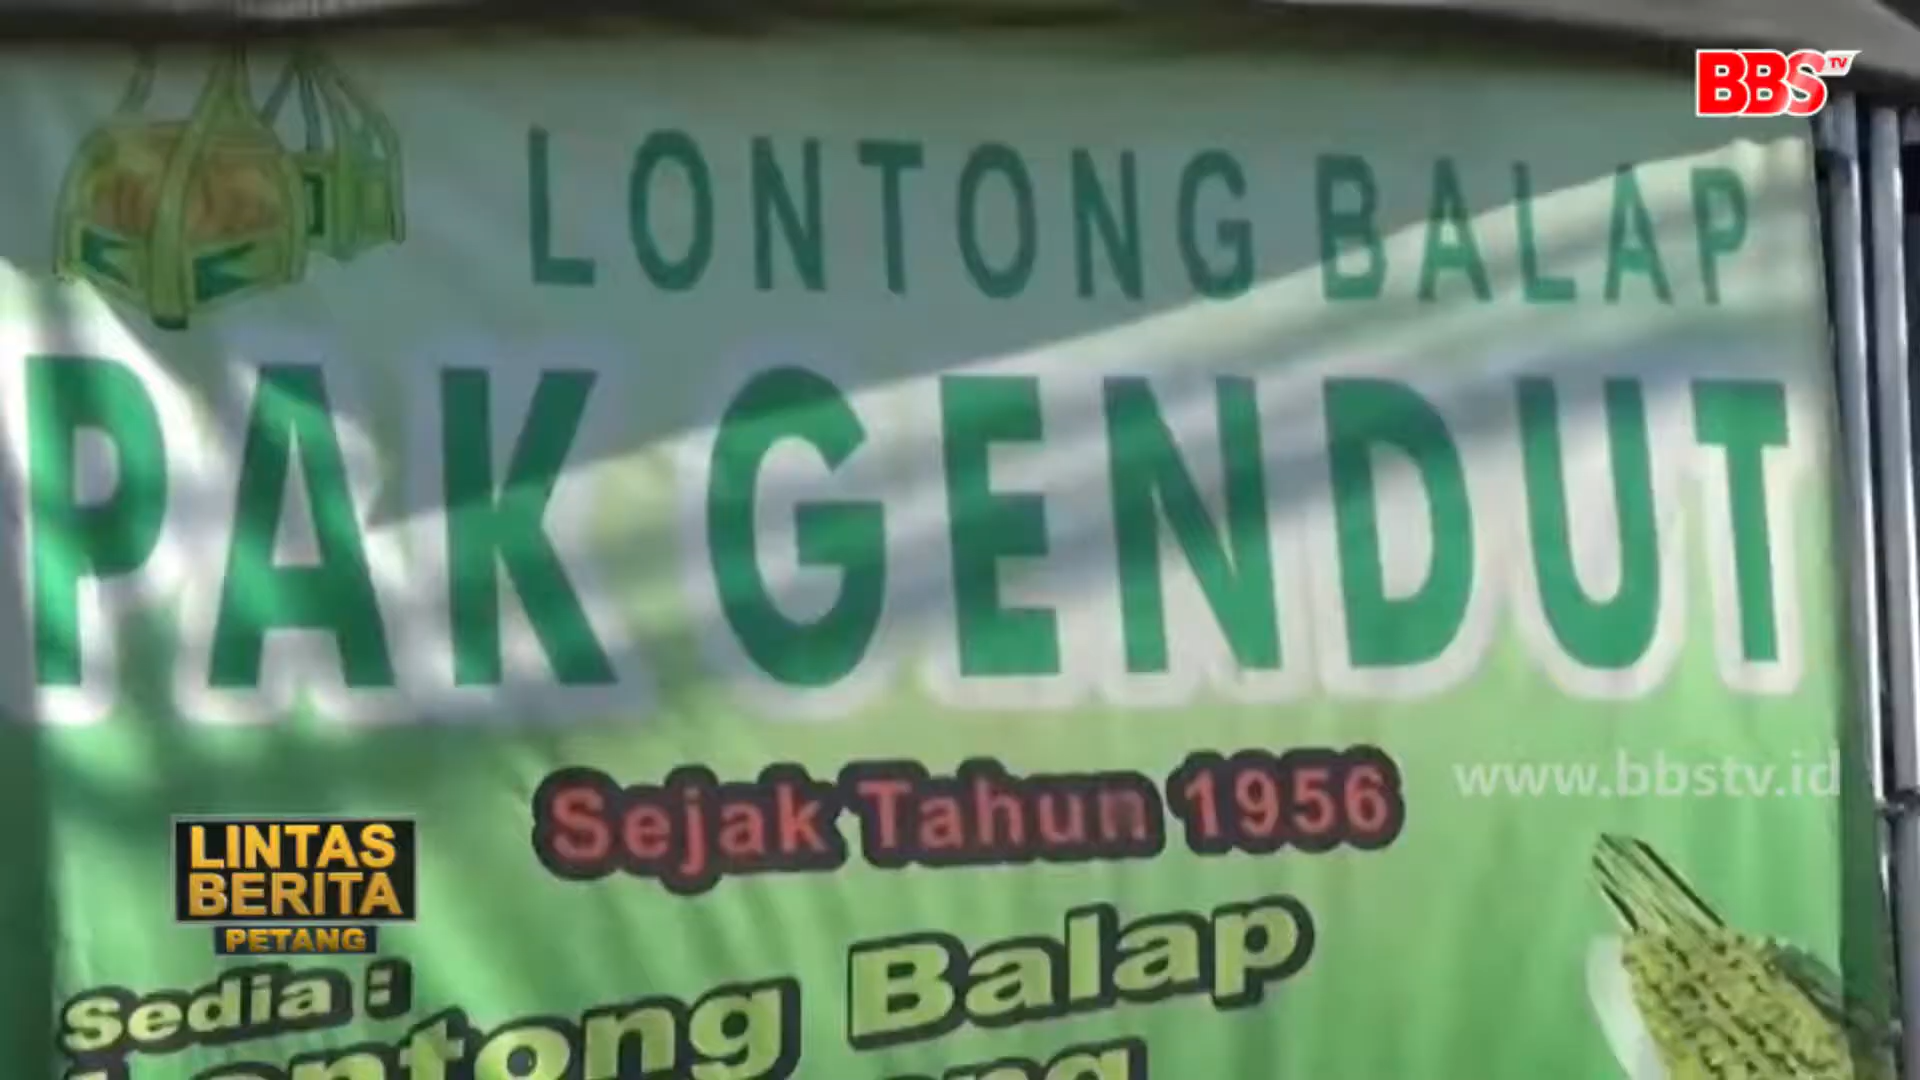 BBS TV
LONTONG BALAP
PAK GENDUT
Sejak Tahun 1956
www.bbstv.id
LINTAS
BERITA
PETANG
Sedia :
Lontong Balap